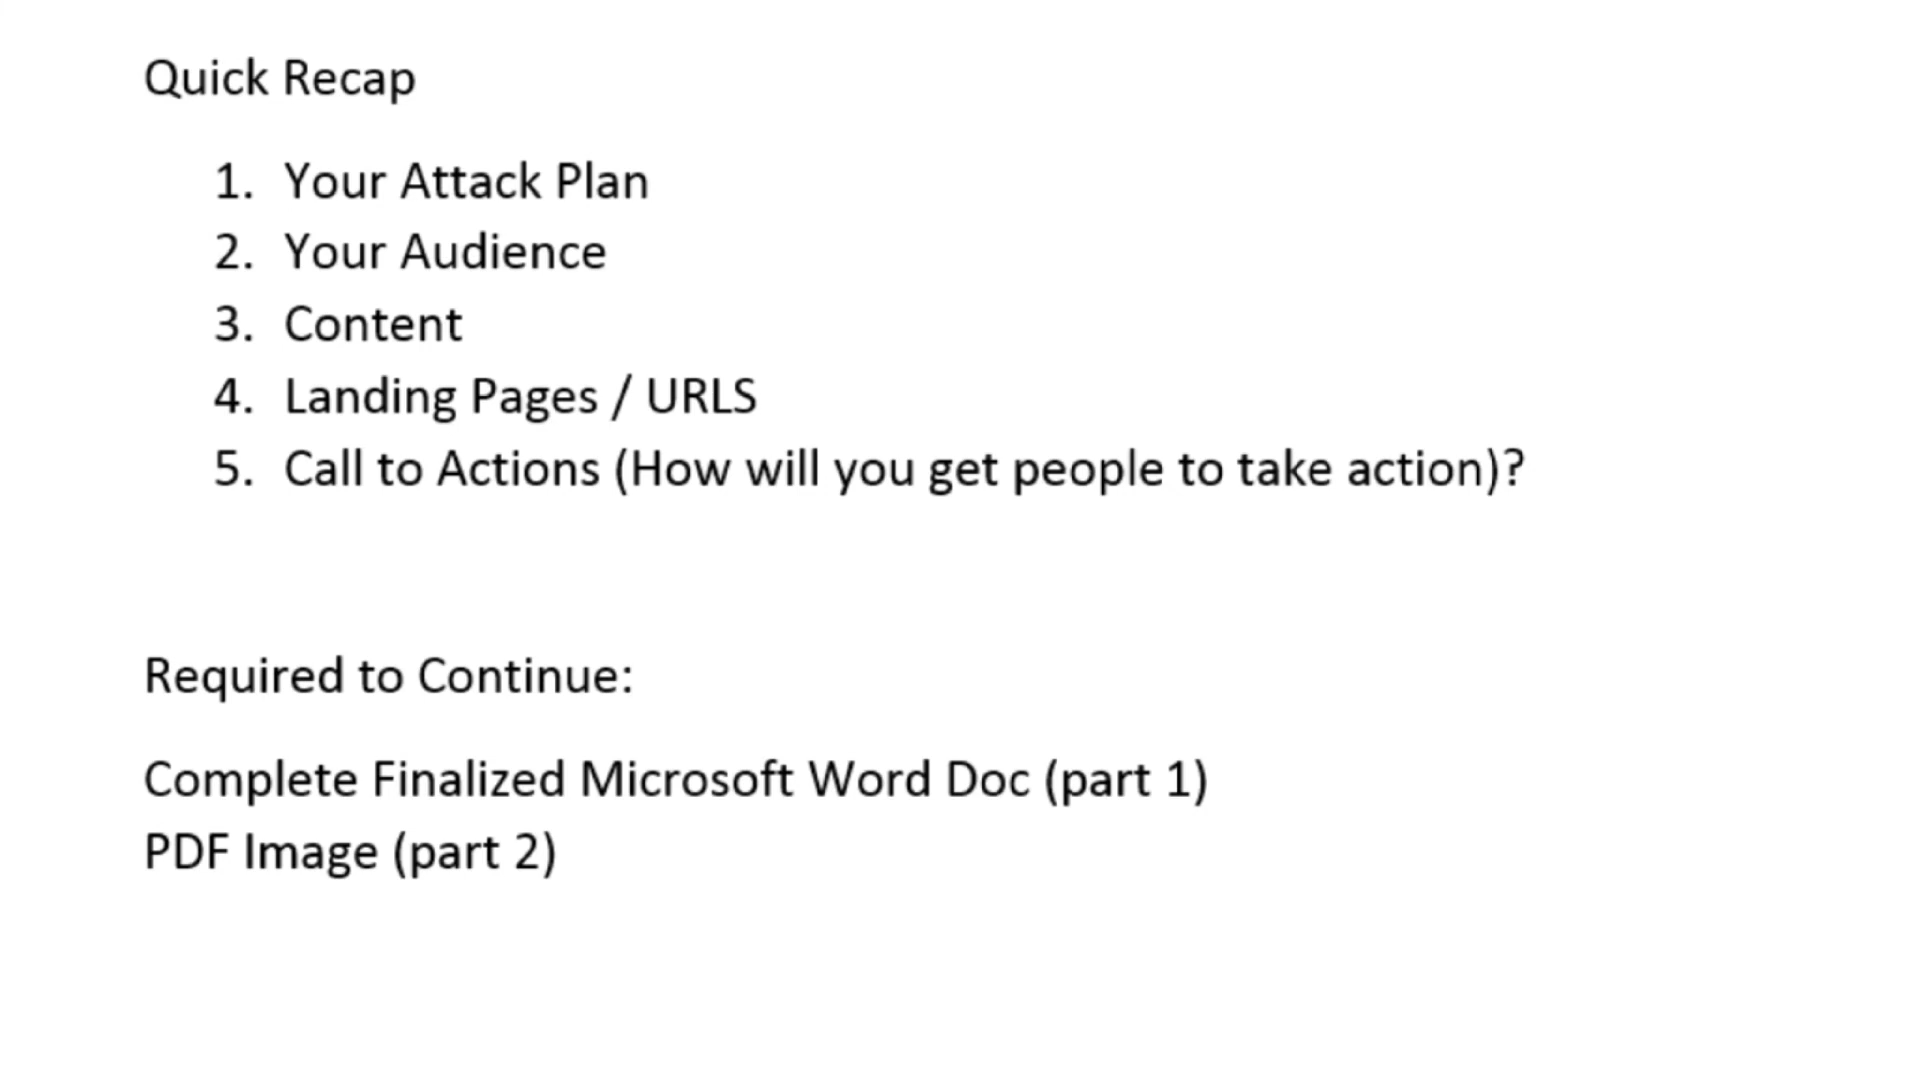 Quick Recap
1. Your Attack Plan
2. Your Audience
3. Content
4. Landing Pages / URLS
5. Call to Actions (How will you get people to take action)?
Required to Continue:
Complete Finalized Microsoft Word Doc (part 1)
PDF Image (part 2)